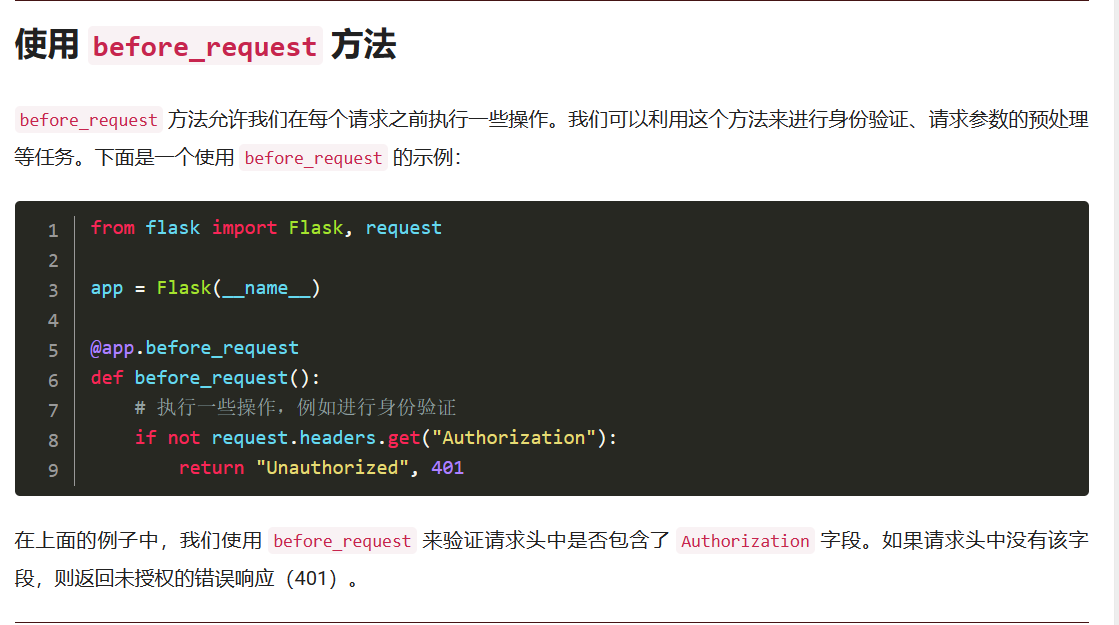 使用 before_request 方法
before_request 方法允许我们在每个请求之前执行一些操作。我们可以利用这个方法来进行身份验证、请求参数的预处理
等任务。下面是一个使用 before_request 的示例：
1 from flask import Flask, request
2
3 app = Flask(__name__)
4
5 @app.before_request
6 def before_request():
7     # 执行一些操作，例如进行身份验证
8     if not request.headers.get("Authorization"):
9         return "Unauthorized", 401
在上面的例子中，我们使用 before_request 来验证请求头中是否包含了 Authorization 字段。如果请求头中没有该字
段，则返回未授权的错误响应（401）。